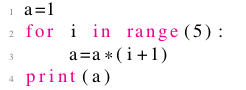 1 a=1
2 for i in range(5):
3     a=a*(i+1)
4 print(a)